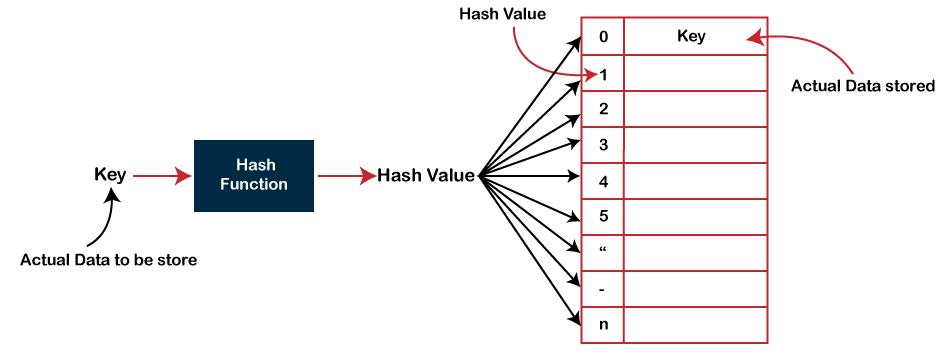 Hash Value
0 Key
1
Actual Data stored
2
3
Hash
Function
Key
Hash Value
4
5
“
-
n
Actual Data to be store